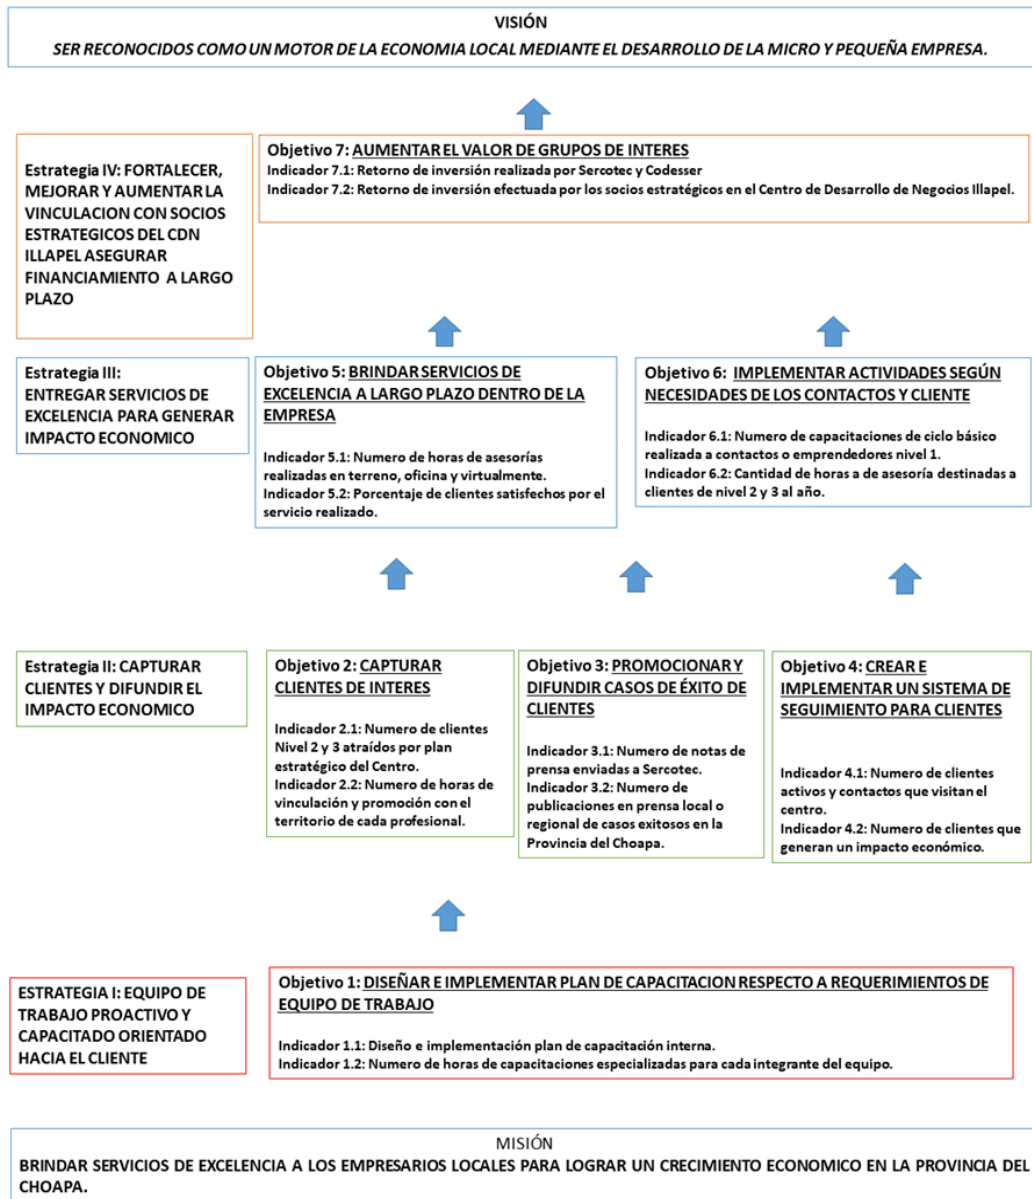 VISIÓN
SER RECONOCIDOS COMO UN MOTOR DE LA ECONOMIA LOCAL MEDIANTE EL DESARROLLO DE LA MICRO Y PEQUEÑA EMPRESA.
Estrategia IV: FORTALECER,
MEJORAR Y AUMENTAR LA
VINCULACION CON SOCIOS
ESTRATEGICOS DEL CDN
ILLAPEL ASEGURAR
FINANCIAMIENTO A LARGO
PLAZO
Objetivo 7: AUMENTAR EL VALOR DE GRUPOS DE INTERES
Indicador 7.1: Retorno de inversión realizada por Sercotec y Codesser
Indicador 7.2: Retorno de inversión efectuada por los socios estratégicos en el Centro de Desarrollo de Negocios Illapel.
Estrategia III:
ENTREGAR SERVICIOS DE
EXCELENCIA PARA GENERAR
IMPACTO ECONOMICO
Objetivo 5: BRINDAR SERVICIOS DE
EXCELENCIA A LARGO PLAZO DENTRO DE LA
EMPRESA
Indicador 5.1: Numero de horas de asesorías
realizadas en terreno, oficina y virtualmente.
Indicador 5.2: Porcentaje de clientes satisfechos por el
servicio realizado.
Objetivo 6: IMPLEMENTAR ACTIVIDADES SEGÚN
NECESIDADES DE LOS CONTACTOS Y CLIENTE
Indicador 6.1: Numero de capacitaciones de ciclo básico
realizada a contactos o emprendedores nivel 1.
Indicador 6.2: Cantidad de horas a de asesoría destinadas a
clientes de nivel 2 y 3 al año.
Estrategia II: CAPTURAR
CLIENTES Y DIFUNDIR EL
IMPACTO ECONOMICO
Objetivo 2: CAPTURAR
CLIENTES DE INTERES
Indicador 2.1: Numero de clientes
Nivel 2 y 3 atraídos por plan
estratégico del Centro.
Indicador 2.2: Numero de horas de
vinculación y promoción con el
territorio de cada profesional.
Objetivo 3: PROMOCIONAR Y
DIFUNDIR CASOS DE ÉXITO DE
CLIENTES
Indicador 3.1: Numero de notas de
prensa enviadas a Sercotec.
Indicador 3.2: Numero de
publicaciones en prensa local o
regional de casos exitosos en la
Provincia del Choapa.
Objetivo 4: CREAR E
IMPLEMENTAR UN SISTEMA DE
SEGUIMIENTO PARA CLIENTES
Indicador 4.1: Numero de clientes
activos y contactos que visitan el
centro.
Indicador 4.2: Numero de clientes que
generan un impacto económico.
ESTRATEGIA I: EQUIPO DE
TRABAJO PROACTIVO Y
CAPACITADO ORIENTADO
HACIA EL CLIENTE
Objetivo 1: DISEÑAR E IMPLEMENTAR PLAN DE CAPACITACION RESPECTO A REQUERIMIENTOS DE
EQUIPO DE TRABAJO
Indicador 1.1: Diseño e implementación plan de capacitación interna.
Indicador 1.2: Numero de horas de capacitaciones especializadas para cada integrante del equipo.
MISIÓN
BRINDAR SERVICIOS DE EXCELENCIA A LOS EMPRESARIOS LOCALES PARA LOGRAR UN CRECIMIENTO ECONOMICO EN LA PROVINCIA DEL
CHOAPA.